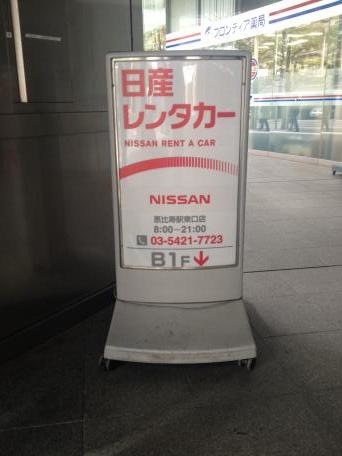 フロンティア薬局
日産
レンタカー
NISSAN RENT A CAR
NISSAN
恵比寿駅東口店
8:00〜21:00
03-5421-7723
B1F